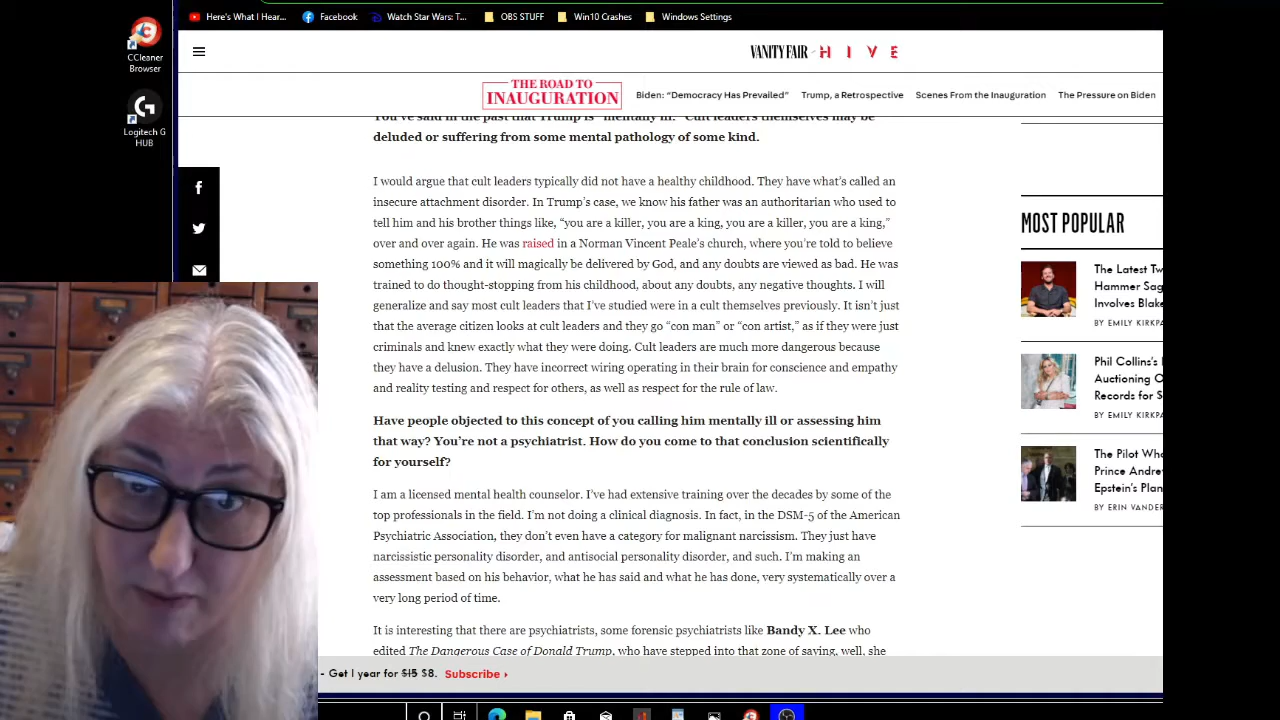 Here's What I Hear...
Facebook
Watch Star Wars: T...
OBS STUFF
Win10 Crashes
Windows Settings
CCleaner
Browser
VANITY FAIR HIVE
Logitech G
HUB
THE ROAD TO
INAUGURATION
Biden: “Democracy Has Prevailed”
Trump, a Retrospective
Scenes From the Inauguration
The Pressure on Biden
You’ve said in the past that Trump is “mentally ill.” Cult leaders themselves may be
deluded or suffering from some mental pathology of some kind.
I would argue that cult leaders typically did not have a healthy childhood. They have what’s called an
insecure attachment disorder. In Trump’s case, we know his father was an authoritarian who used to
tell him and his brother things like, “you are a killer, you are a king, you are a killer, you are a king,”
over and over again. He was raised in a Norman Vincent Peale’s church, where you’re told to believe
something 100% and it will magically be delivered by God, and any doubts are viewed as bad. He was
trained to do thought-stopping from his childhood, about any doubts, any negative thoughts. I will
generalize and say most cult leaders that I’ve studied were in a cult themselves previously. It isn’t just
that the average citizen looks at cult leaders and they go “con man” or “con artist,” as if they were just
criminals and knew exactly what they were doing. Cult leaders are much more dangerous because
they have a delusion. They have incorrect wiring operating in their brain for conscience and empathy
and reality testing and respect for others, as well as respect for the rule of law.
Have people objected to this concept of you calling him mentally ill or assessing him
that way? You’re not a psychiatrist. How do you come to that conclusion scientifically
for yourself?
I am a licensed mental health counselor. I’ve had extensive training over the decades by some of the
top professionals in the field. I’m not doing a clinical diagnosis. In fact, in the DSM-5 of the American
Psychiatric Association, they don’t even have a category for malignant narcissism. They just have
narcissistic personality disorder, and antisocial personality disorder, and such. I’m making an
assessment based on his behavior, what he has said and what he has done, very systematically over a
very long period of time.
It is interesting that there are psychiatrists, some forensic psychiatrists like Bandy X. Lee who
edited The Dangerous Case of Donald Trump, who have stepped into that zone of saying, well, she
MOST POPULAR
The Latest Tw
Hammer Sag
Involves Blake
BY EMILY KIRKP
Phil Collins’s
Auctioning O
Records for $
BY EMILY KIRKP
The Pilot Who
Prince Andre
Epstein’s Plan
BY ERIN VANDER
- Get 1 year for $15 $8. Subscribe ›